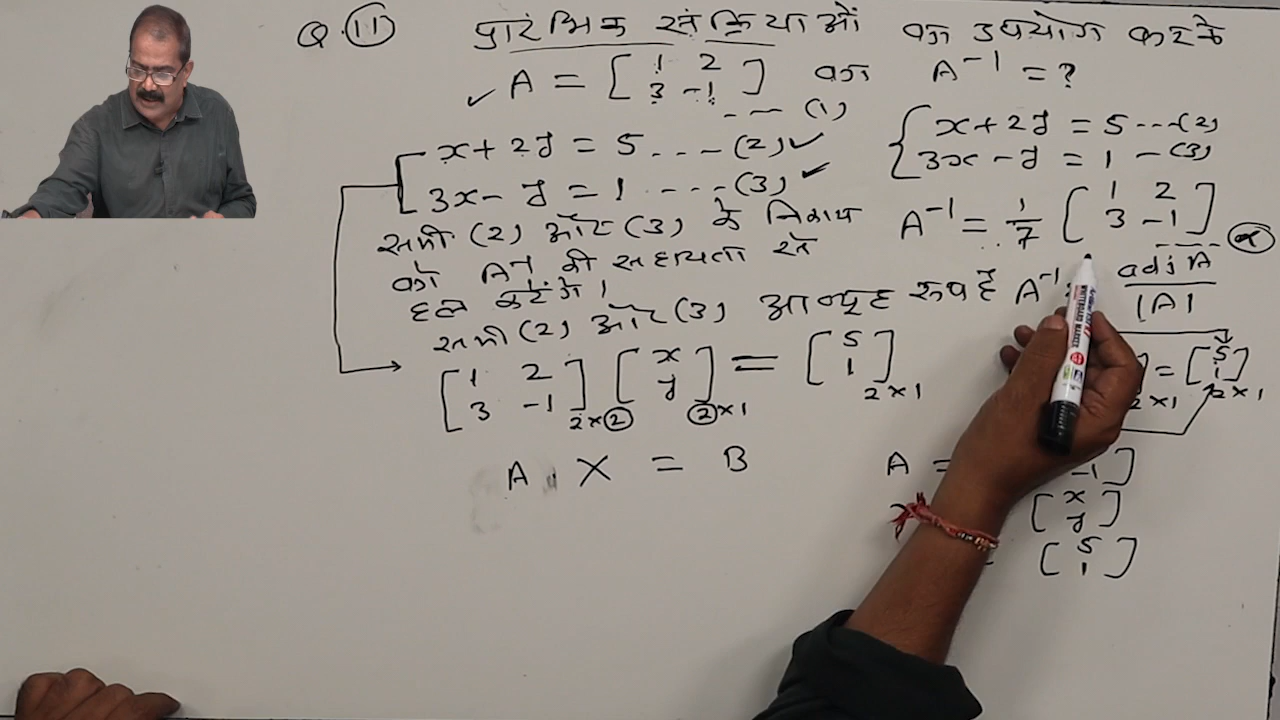 Q.(11) प्रारंभिक संक्रियाओं का उपयोग करके
A = [1 2; 3 -1] का A⁻¹ = ?
--- (1)
x + 2y = 5 ... --(2)
3x - y = 1 --- (3)
समी (2) और (3) के निकाय
को A⁻¹ की सहायता से
हल करेंगे।
समी (2) और (3) आव्यूह रूप में
[1 2; 3 -1] 2×2 [x; y] 2×1 = [5; 1] 2×1
A . X = B
x + 2y = 5 ---(2)
3x - y = 1 -(3)
A⁻¹ = 1/7 [1 2; 3 -1]
A⁻¹ adj A / |A|
] = [5; 1]
2×1 2×1
A = -1]
[x; y]
[5; 1]